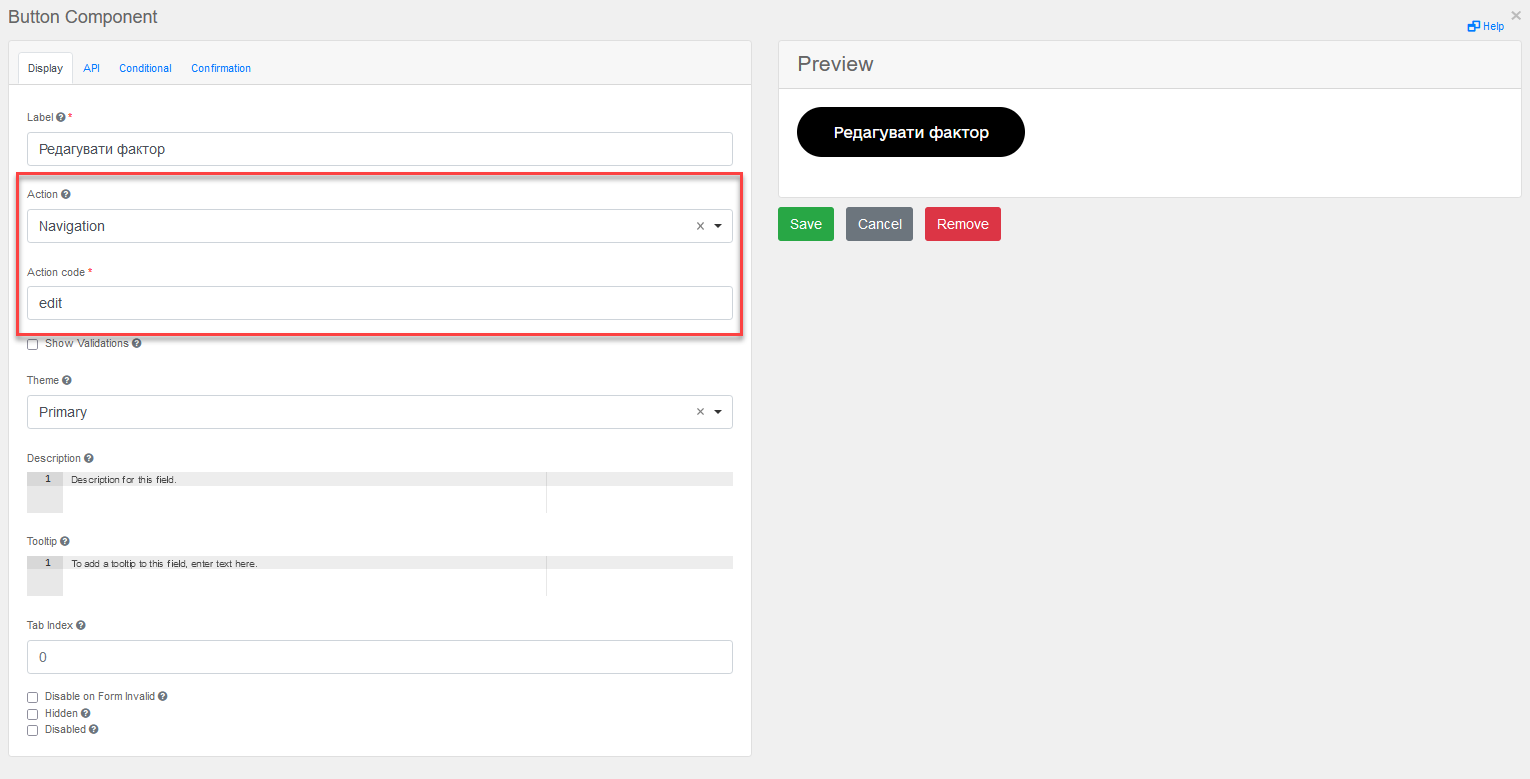 Button Component
×
Help
Display API Conditional Confirmation
Label *
Редагувати фактор
Action
Navigation ×
Action code *
edit
Show Validations
Theme
Primary ×
Description
1 Description for this field.
Tooltip
1 To add a tooltip to this field, enter text here.
Tab Index
0
Disable on Form Invalid
Hidden
Disabled
Preview
Редагувати фактор
Save Cancel Remove